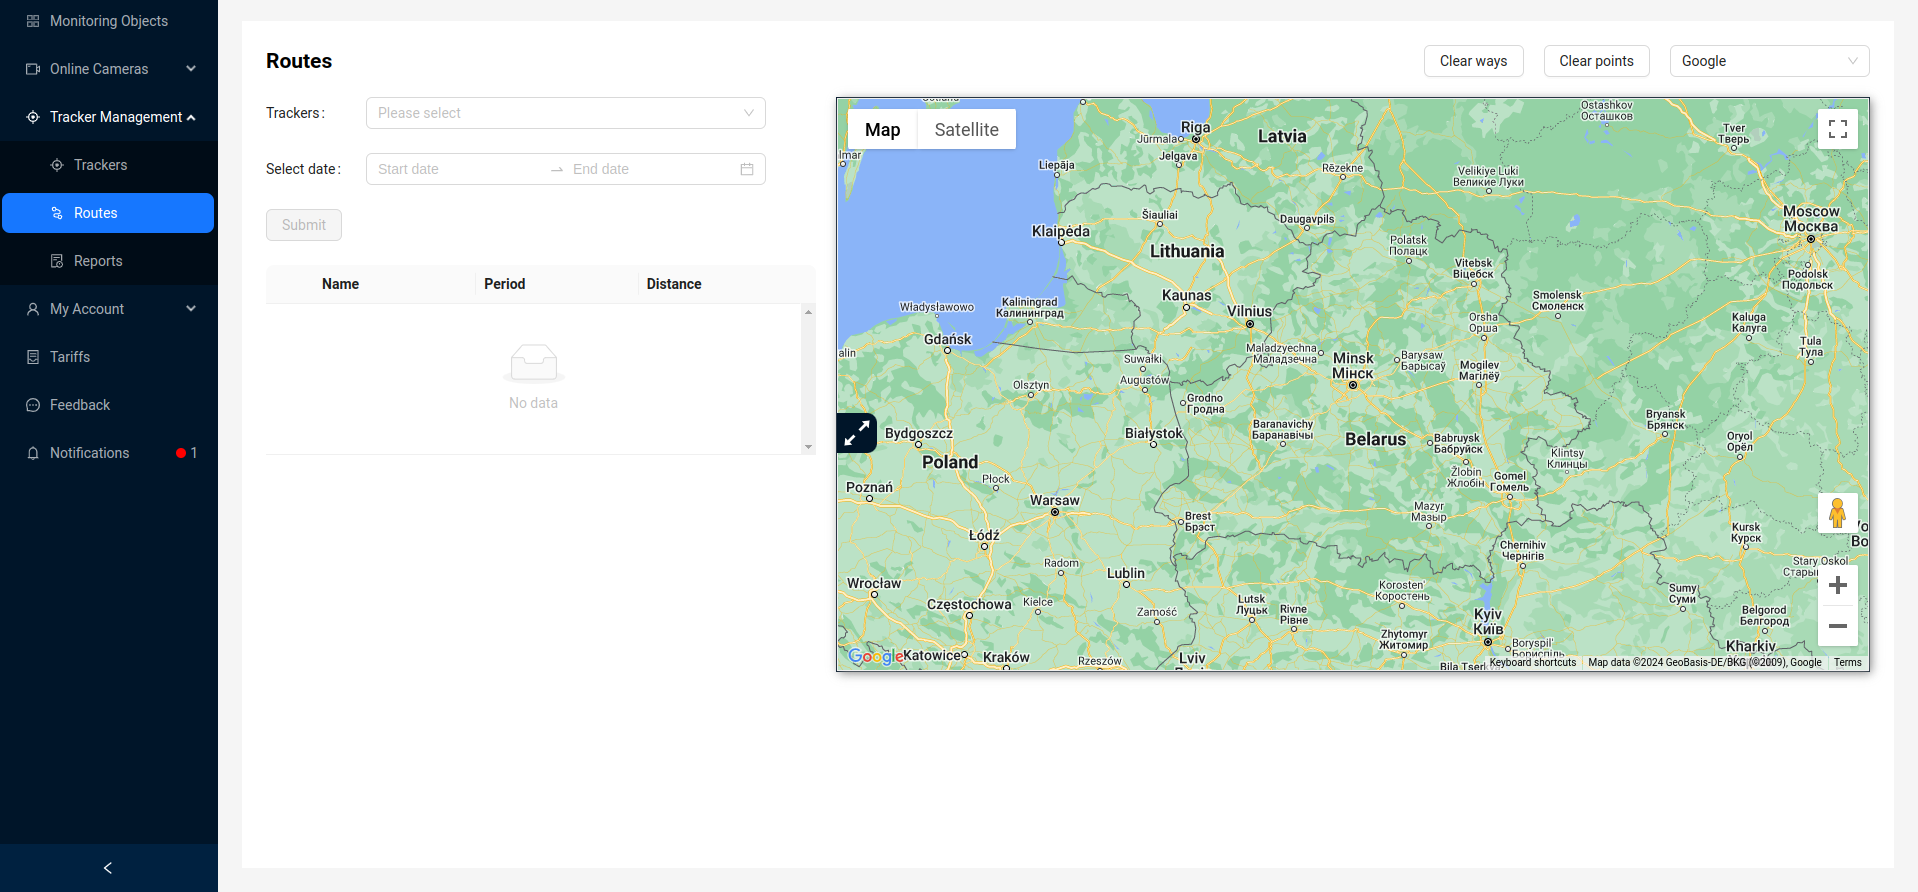 Monitoring Objects
Online Cameras
Tracker Management
Trackers
Routes
Reports
My Account
Tariffs
Feedback
Notifications 1
Routes
Clear ways
Clear points
Google
Trackers :
Please select
Select date :
Start date
End date
Submit
Name
Period
Distance
No data
Map
Satellite
Riga
Jūrmala
Jelgava
Latvia
Ostashkov
Осташков
Tver
Тверь
Liepāja
Rēzekne
Velikiye Luki
Великие Луки
Šiauliai
Daugavpils
Klaipėda
Lithuania
Polatsk
Полацк
Moscow
Москва
Vitebsk
Віцебск
Podolsk
Подольск
Kaunas
Vilnius
Władysławowo
Kaliningrad
Калининград
Smolensk
Смоленск
Orsha
Орша
Kaluga
Калуга
Gdańsk
Tula
Тула
Maladzyechna
Маладзечна
Minsk
Мінск
Barysaw
Барысаў
Mogilev
Магілёў
Suwałki
Augustów
Olsztyn
Grodno
Гродна
Bryansk
Брянск
Bydgoszcz
Białystok
Baranavichy
Баранавічы
Belarus
Babruysk
Бабруйск
Oryol
Орёл
Klintsy
Клинцы
Poland
Žlobin
Жлобін
Gomel
Гомель
Płock
Poznań
Warsaw
Mazyr
Мазыр
Brest
Брэст
Kursk
Курск
Łódź
Chernihiv
Чернігів
Radom
Lublin
Stary Oskol
Wrocław
Częstochowa
Kielce
Zamość
Lutsk
Луцьк
Rivne
Рівне
Korosten'
Коростень
Kyiv
Київ
Sumy
Суми
Belgorod
Белгород
Zhytomyr
Житомир
Boryspil'
Бориспіль
Kharkiv
Google
Katowice
Kraków
Rzeszów
Lviv
Keyboard shortcuts
Map data ©2024 GeoBasis-DE/BKG (©2009), Google
Terms